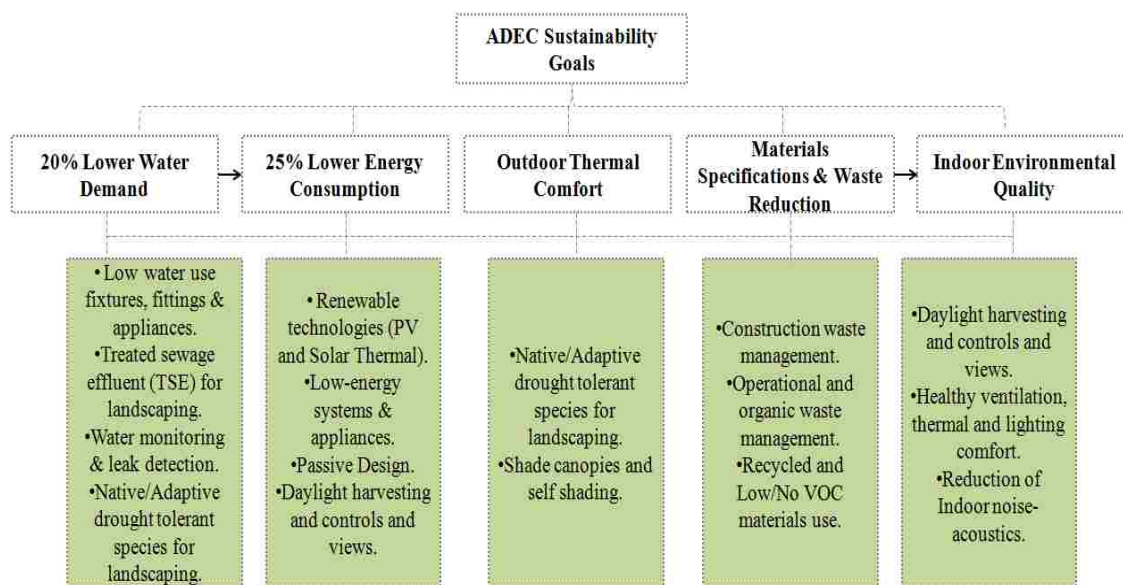 ADEC Sustainability
Goals
20% Lower Water
Demand
25% Lower Energy
Consumption
Outdoor Thermal
Comfort
Materials
Specifications & Waste
Reduction
Indoor Environmental
Quality
•Low water use
fixtures, fittings &
appliances.
•Treated sewage
effluent (TSE) for
landscaping.
•Water monitoring
& leak detection.
•Native/Adaptive
drought tolerant
species for
landscaping.
•Renewable
technologies (PV
and Solar Thermal).
•Low-energy
systems &
appliances.
•Passive Design.
•Daylight harvesting
and controls and
views.
•Native/Adaptive
drought tolerant
species for
landscaping.
•Shade canopies and
self shading.
•Construction waste
management.
•Operational and
organic waste
management.
•Recycled and
Low/No VOC
materials use.
•Daylight harvesting
and controls and
views.
•Healthy ventilation,
thermal and lighting
comfort.
•Reduction of
Indoor noise-
acoustics.